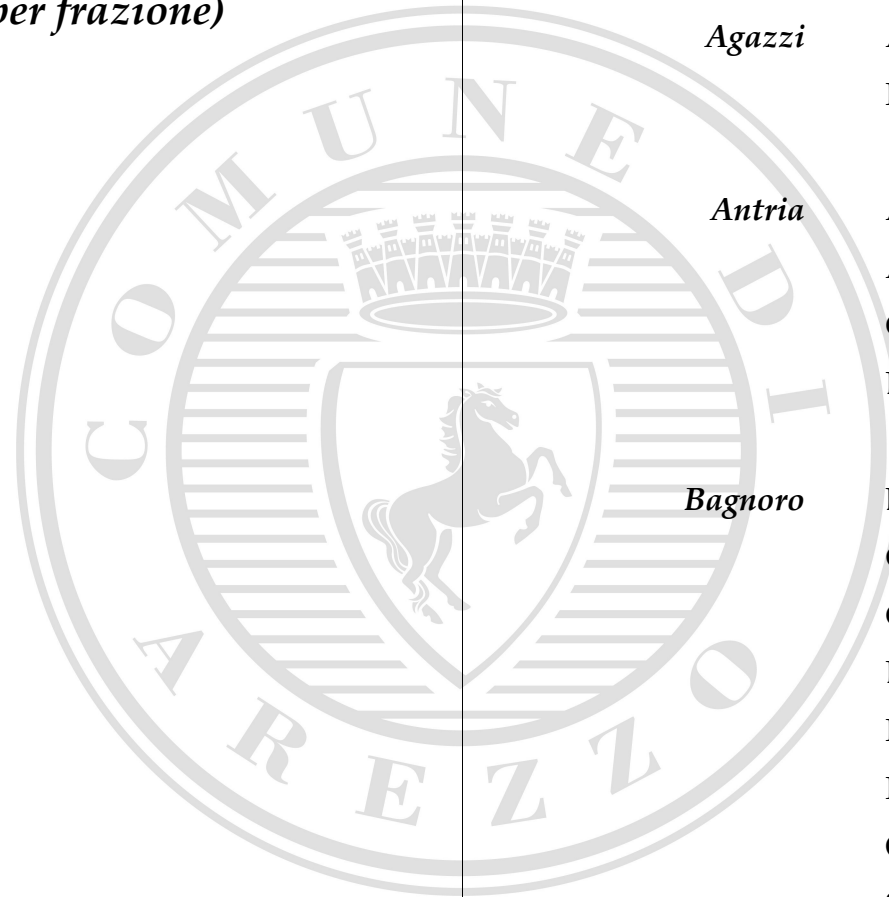 per frazione)
Agazzi
Antria
Bagnoro
COMUNE DI
AREZZO